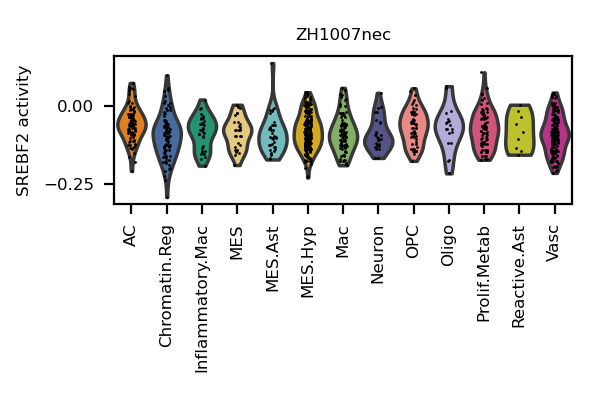 ZH1007nec
SREBF2 activity
0.00
−0.25
AC
Chromatin.Reg
Inflammatory.Mac
MES
MES.Ast
MES.Hyp
Mac
Neuron
OPC
Oligo
Prolif.Metab
Reactive.Ast
Vasc